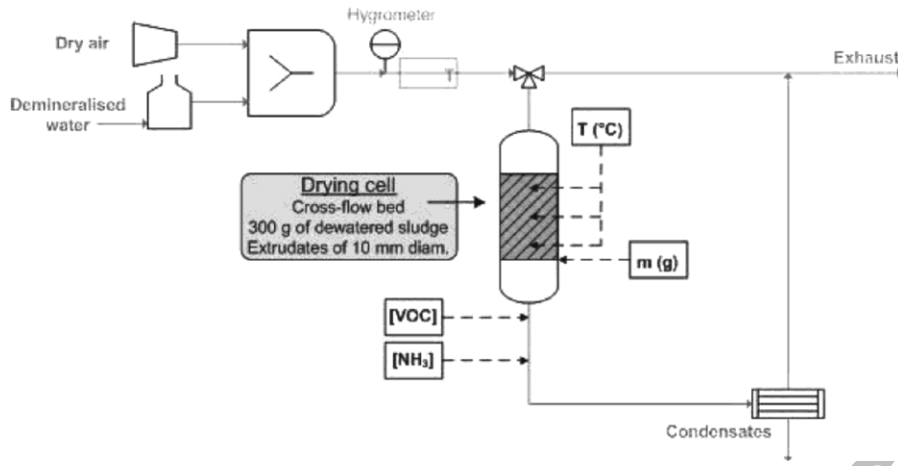 Hygrometer
Dry air
Exhaust
T
Demineralised
water
T (°C)
Drying cell
Cross-flow bed
300 g of dewatered sludge
Extrudates of 10 mm diam.
m (g)
[VOC]
[NH₃]
Condensates